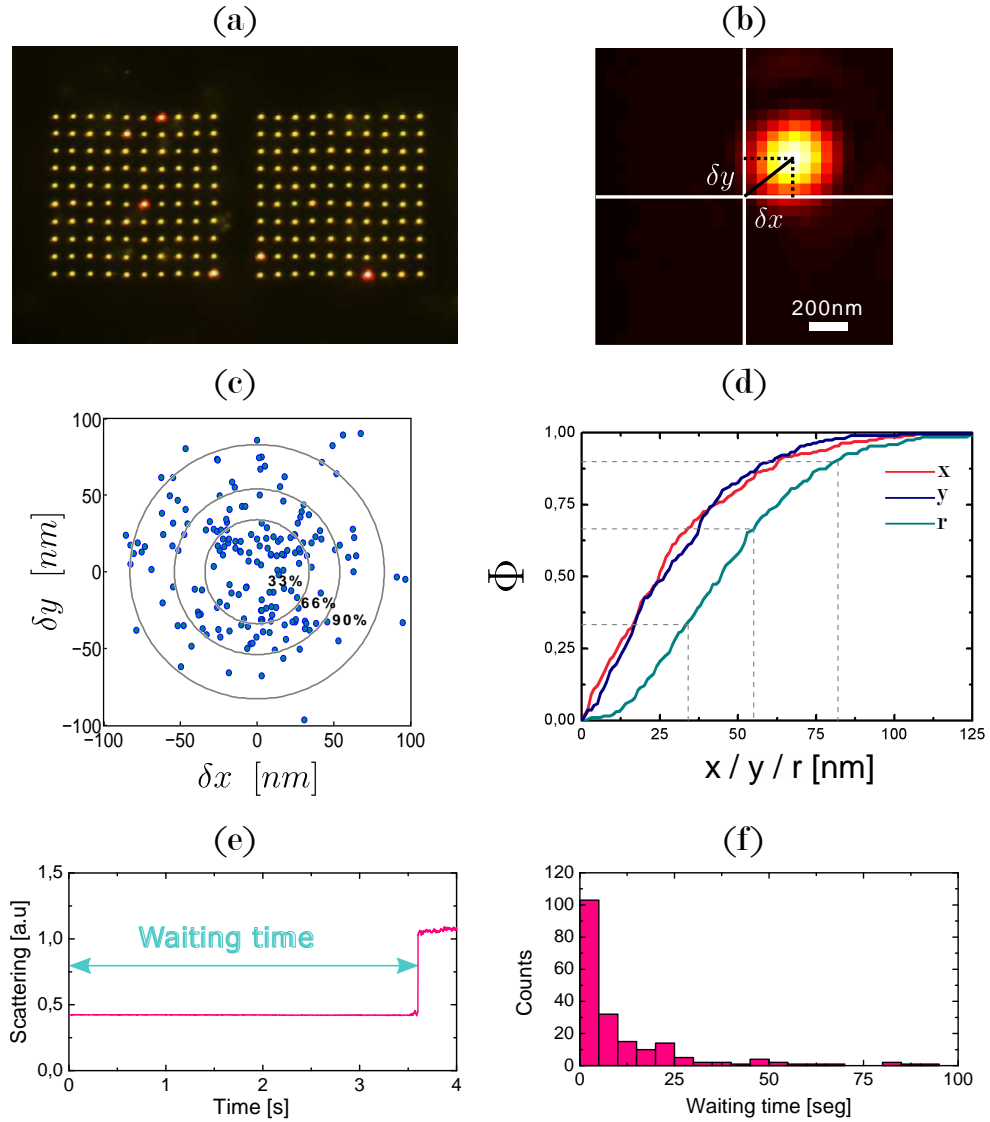 (a)
(b)
δy
δx
200nm
(c)
100
50
0
−50
−100
−100
−50
0
50
100
33%
66%
90%
δy [nm]
δx [nm]
(d)
1,00
0,75
0,50
0,25
0,00
0
25
50
75
100
125
x
y
r
Φ
x / y / r [nm]
(e)
1,5
1,0
0,5
0,0
0
1
2
3
4
Waiting time
Scattering [a.u]
Time [s]
(f)
120
100
80
60
40
20
0
0
25
50
75
100
Counts
Waiting time [seg]